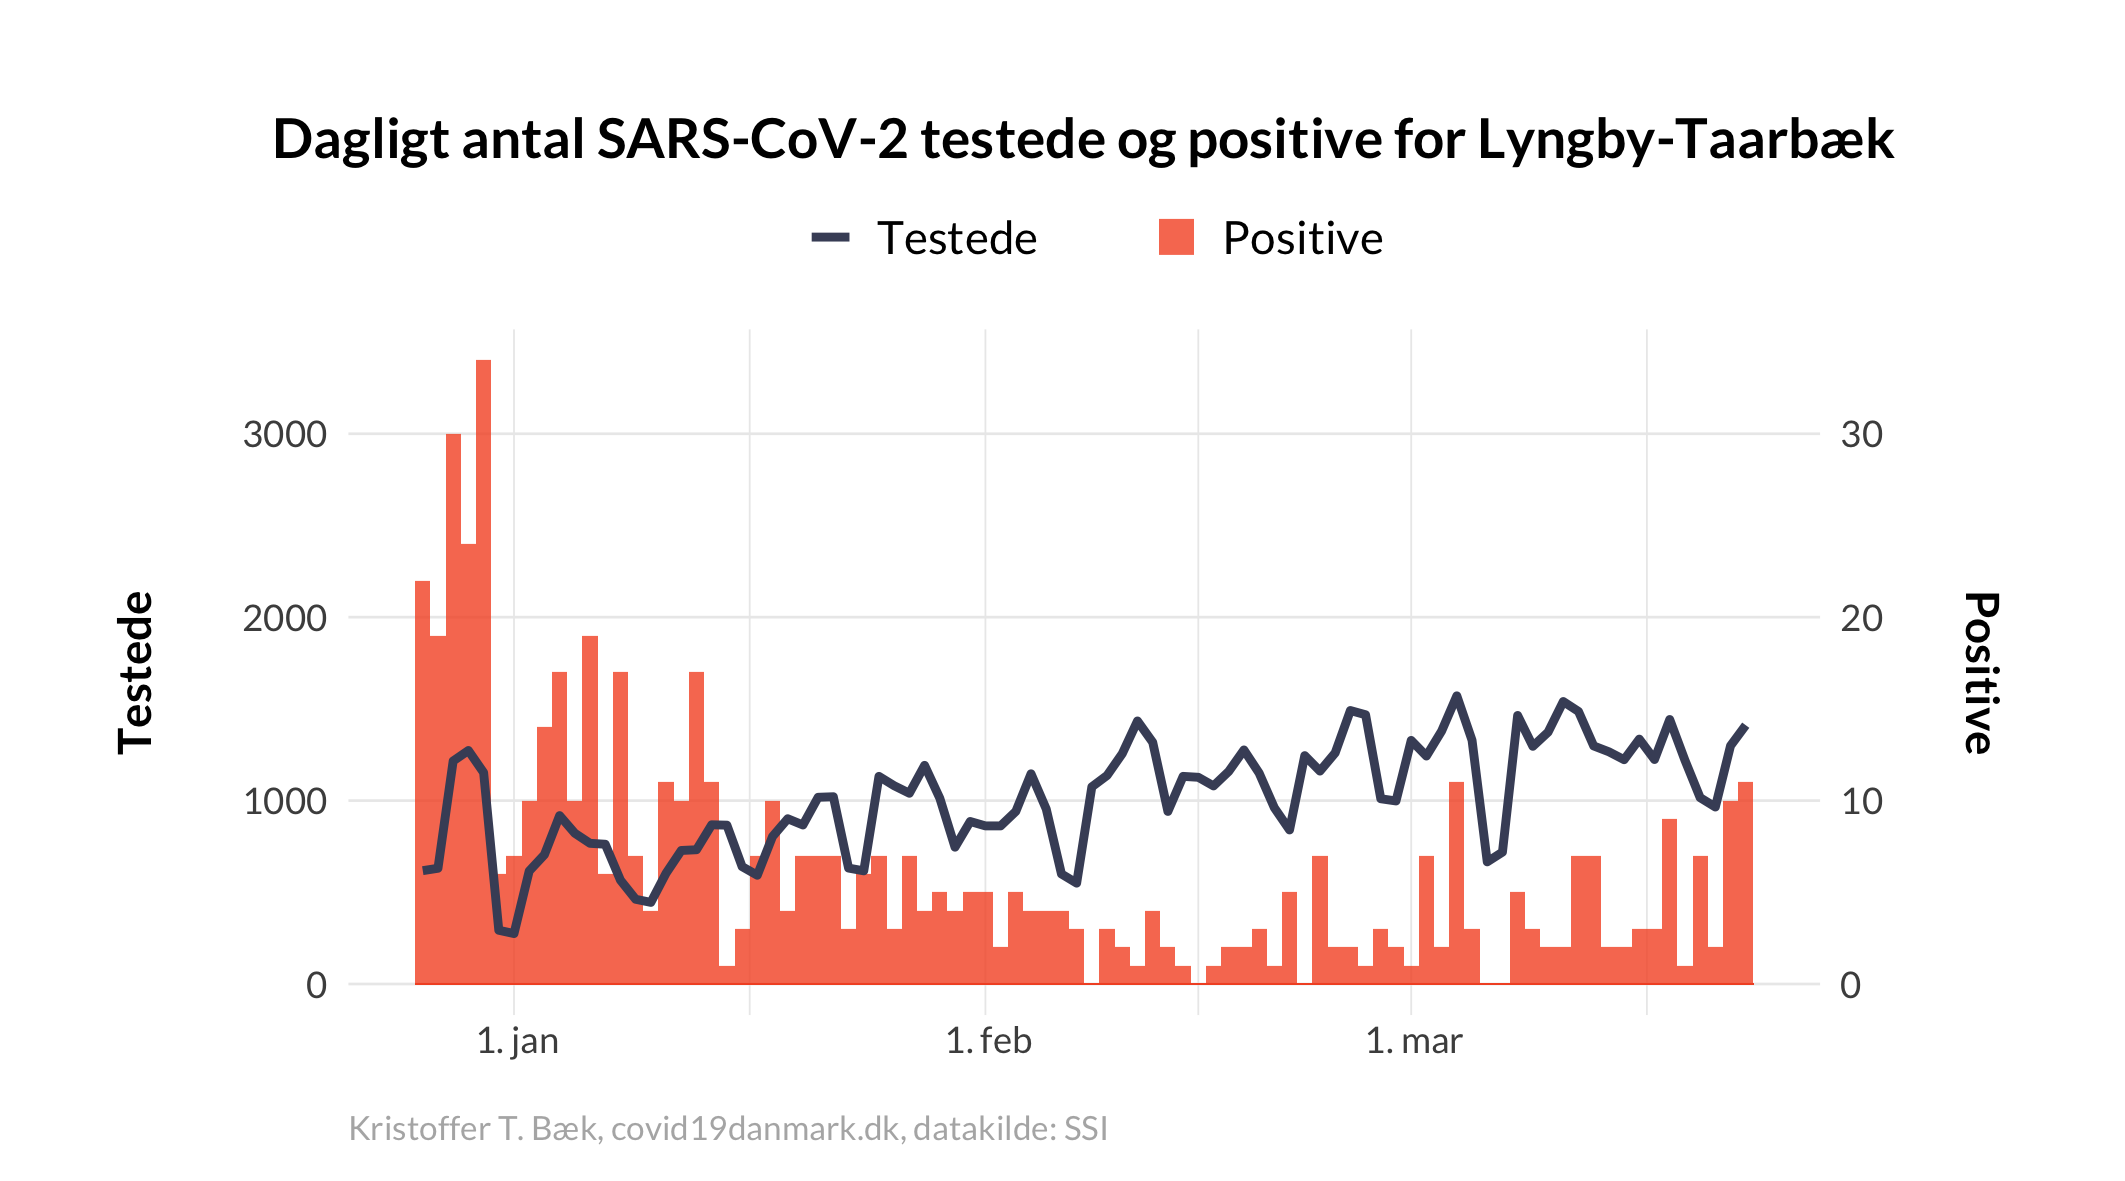 Dagligt antal SARS-CoV-2 testede og positive for Lyngby-Taarbæk
Testede
Positive
3000
2000
1000
0
Testede
30
20
10
0
Positive
1. jan
1. feb
1. mar
Kristoffer T. Bæk, covid19danmark.dk, datakilde: SSI